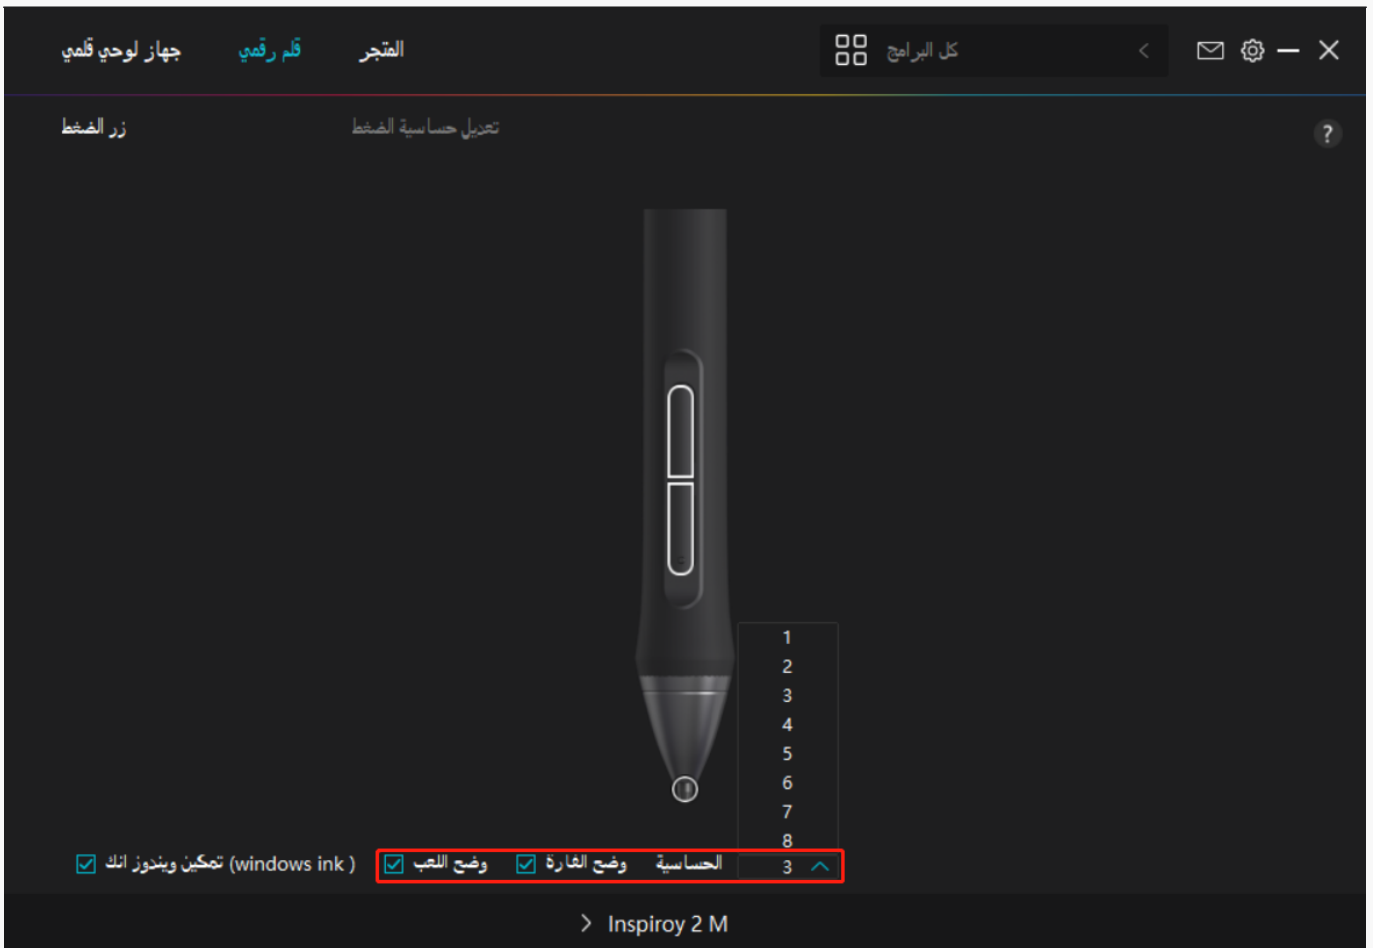 جهاز لوحي قلمي
قلم رقمي
المتجر
كل البرامج
زر الضغط
تعديل حساسية الضغط
?
1
2
3
4
5
6
7
8
تمكين ويندوز انك (windows ink )
وضع اللعب
وضع الفارة
الحساسية
3
Inspiroy 2 M